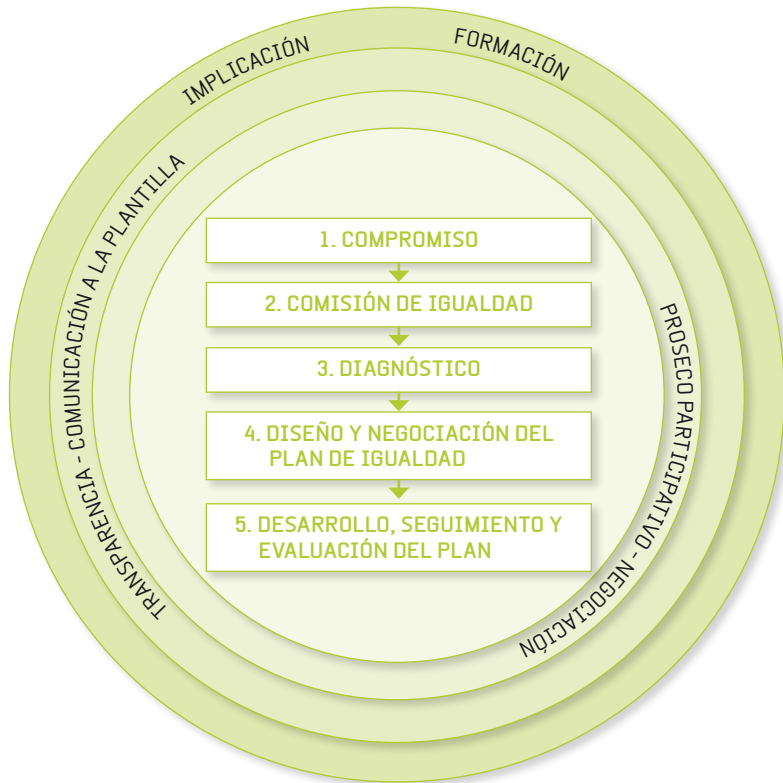 IMPLICACIÓN
FORMACIÓN
TRANSPARENCIA - COMUNICACIÓN A LA PLANTILLA
PROSECO PARTICIPATIVO - NEGOCIACIÓN
1. COMPROMISO
2. COMISIÓN DE IGUALDAD
3. DIAGNÓSTICO
4. DISEÑO Y NEGOCIACIÓN DEL
PLAN DE IGUALDAD
5. DESARROLLO, SEGUIMIENTO Y
EVALUACIÓN DEL PLAN